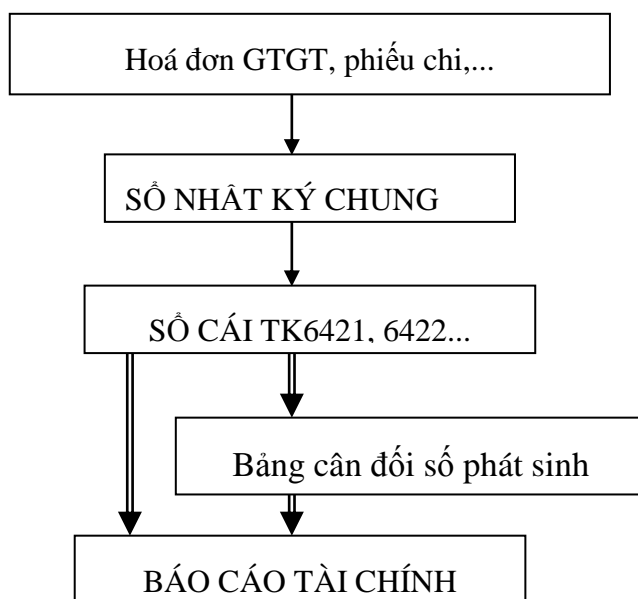 Hoá đơn GTGT, phiếu chi,...
SỔ NHÂT KÝ CHUNG
SỔ CÁI TK6421, 6422...
Bảng cân đối số phát sinh
BÁO CÁO TÀI CHÍNH